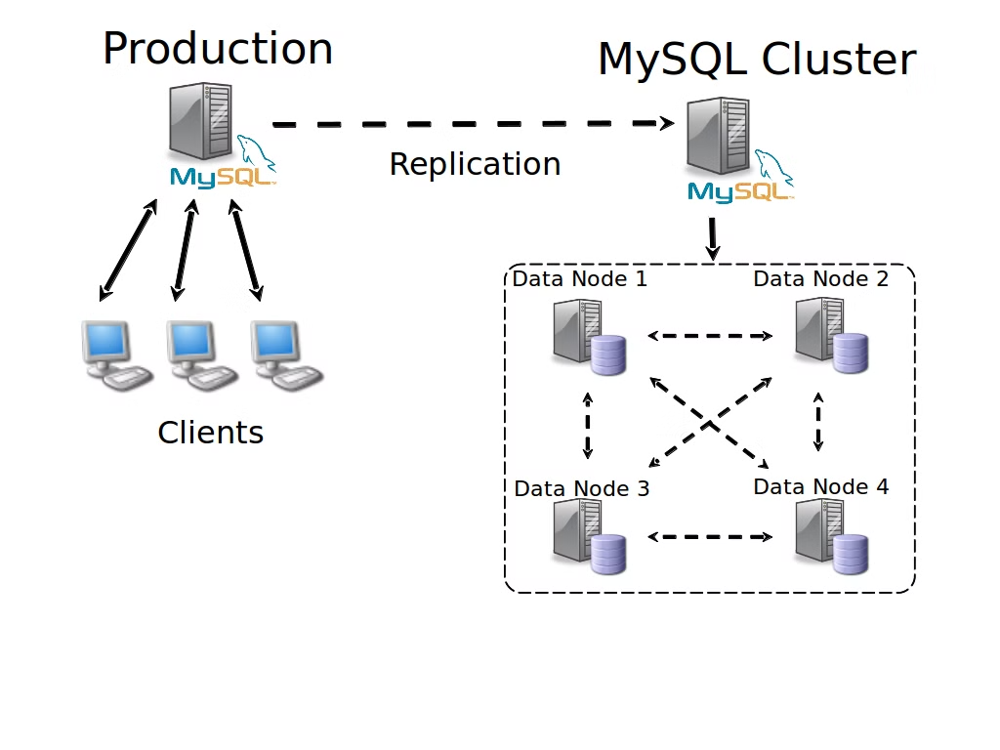 Production
MySQL Cluster
MySQL
Replication
MySQL
Data Node 1
Data Node 2
Clients
Data Node 3
Data Node 4